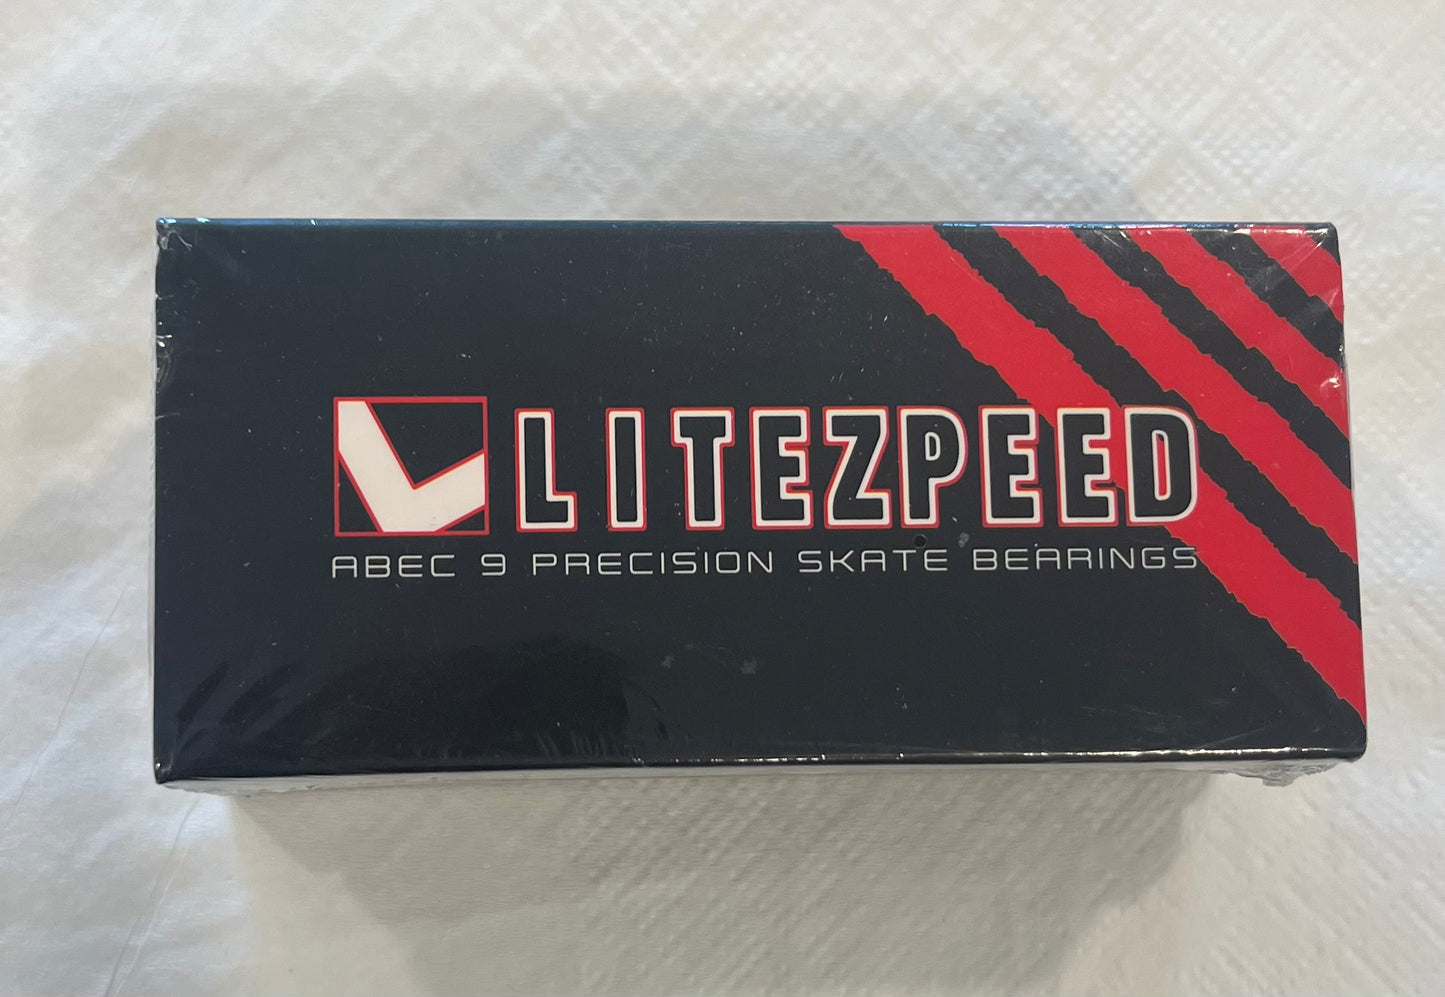 LITEZPEED
ABEC 9 PRECISION SKATE BEARINGS